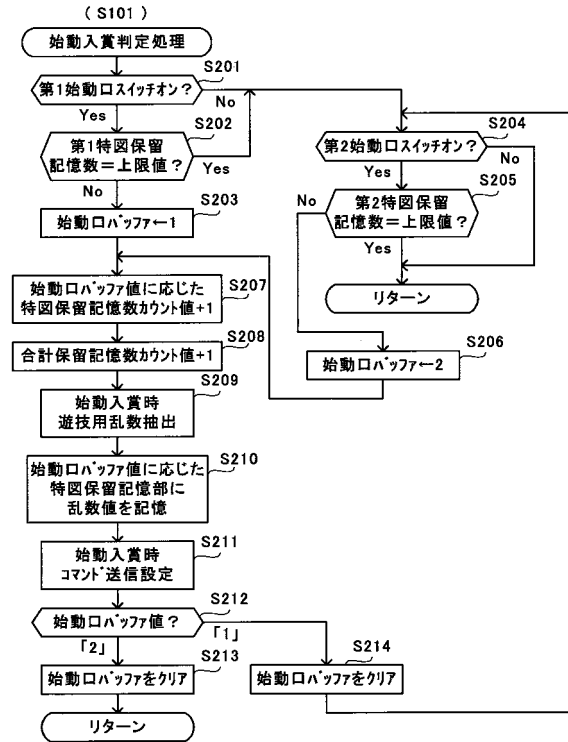 (S101)
始動入賞判定処理
S201
第1始動口スイッチオン？
No
Yes
S202
第1特図保留
記憶数＝上限値？
Yes
No
S203
始動口バッファ←1
S204
第2始動口スイッチオン？
Yes
No
S205
No
第2特図保留
記憶数＝上限値？
Yes
リターン
S206
始動口バッファ←2
S207
始動口バッファ値に応じた
特図保留記憶数カウント値+1
S208
合計保留記憶数カウント値+1
S209
始動入賞時
遊技用乱数抽出
S210
始動口バッファ値に応じた
特図保留記憶部に
乱数値を記憶
S211
始動入賞時
コマンド送信設定
S212
始動口バッファ値？
「2」
「1」
S213
始動口バッファをクリア
S214
始動口バッファをクリア
リターン